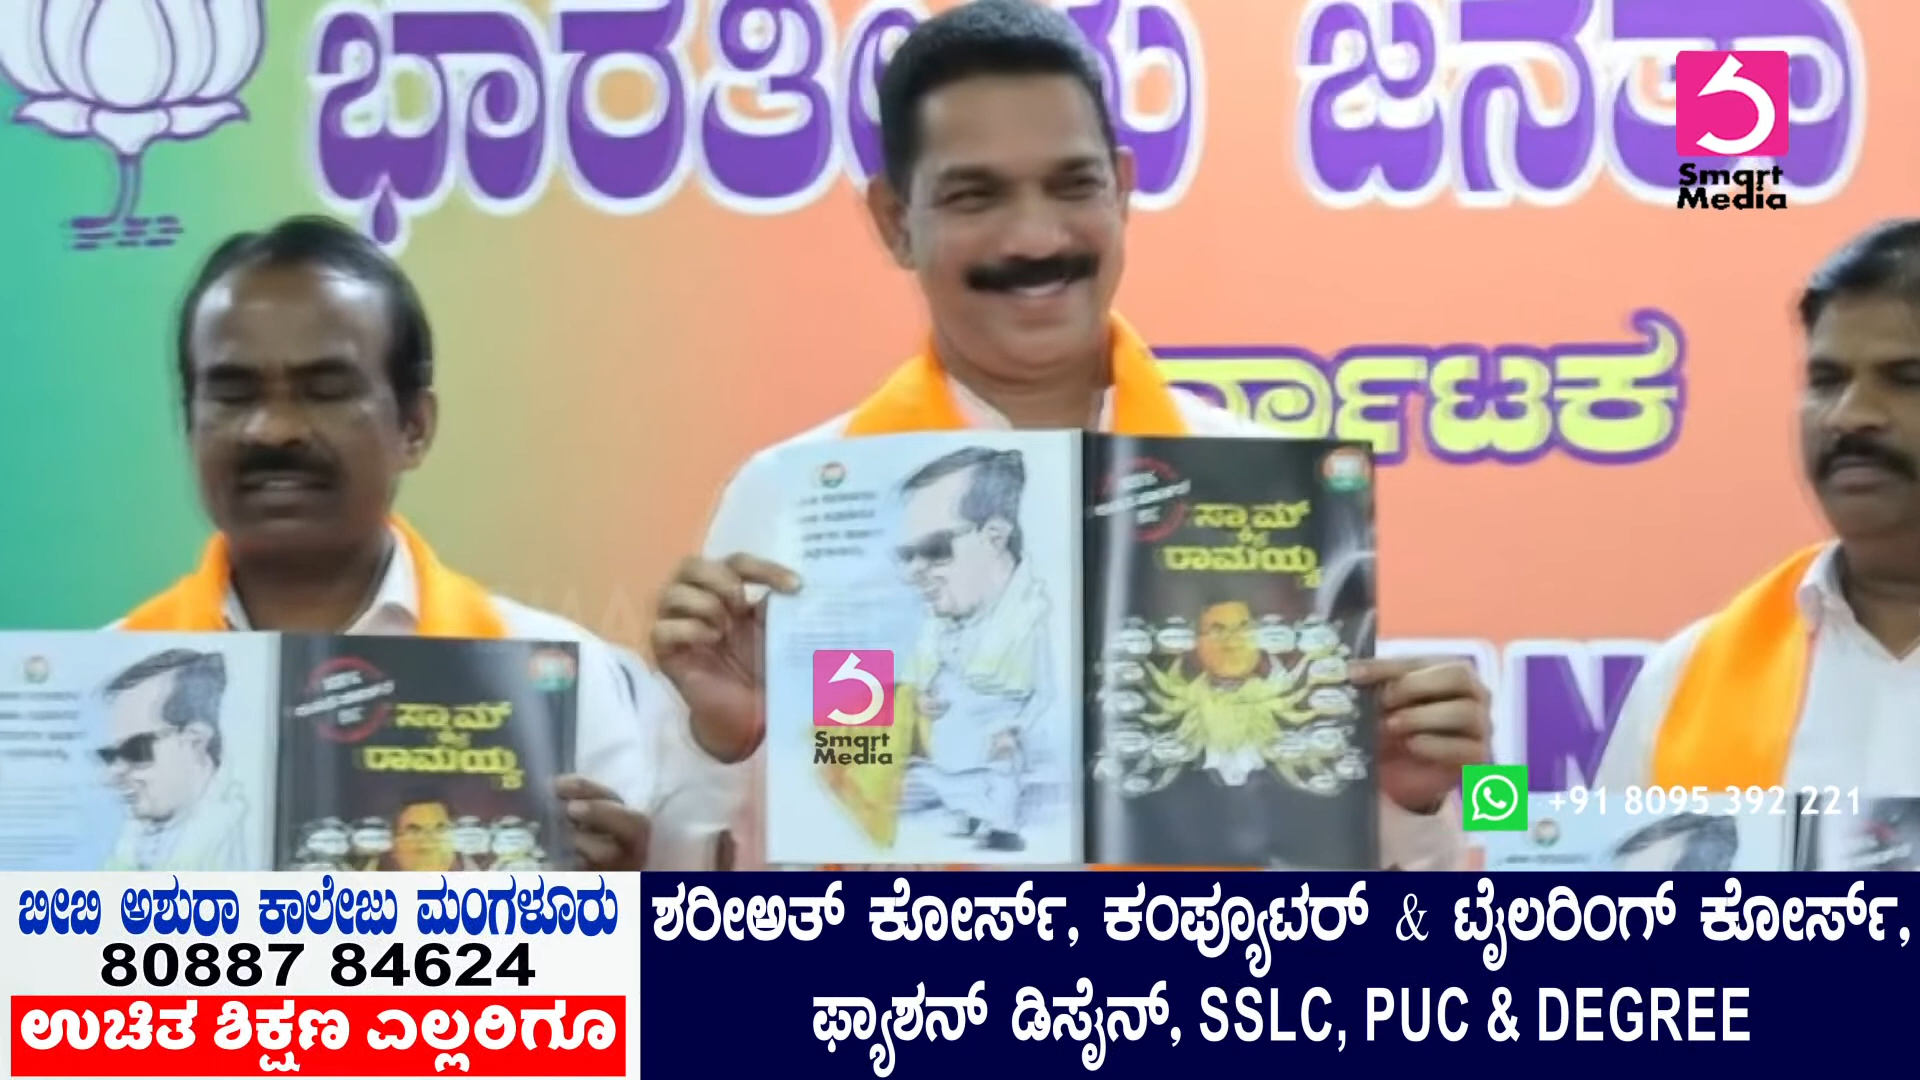 ಭಾರತೀಯ ಜನತಾ
Smart
Media
ರ್ನಾಟಕ
ಸ್ಕ್ಯಾಮ್
ರಾಮಯ್ಯ
ಸ್ಕ್ಯಾಮ್
ರಾಮಯ್ಯ
Smart
Media
+91 8095 392 221
ಬೀಬಿ ಅಶುರಾ ಕಾಲೇಜು ಮಂಗಳೂರು
80887 84624
ಉಚಿತ ಶಿಕ್ಷಣ ಎಲ್ಲರಿಗೂ
ಶರೀಅತ್ ಕೋರ್ಸ್, ಕಂಪ್ಯೂಟರ್ & ಟೈಲರಿಂಗ್ ಕೋರ್ಸ್,
ಫ್ಯಾಶನ್ ಡಿಸೈನ್, SSLC, PUC & DEGREE